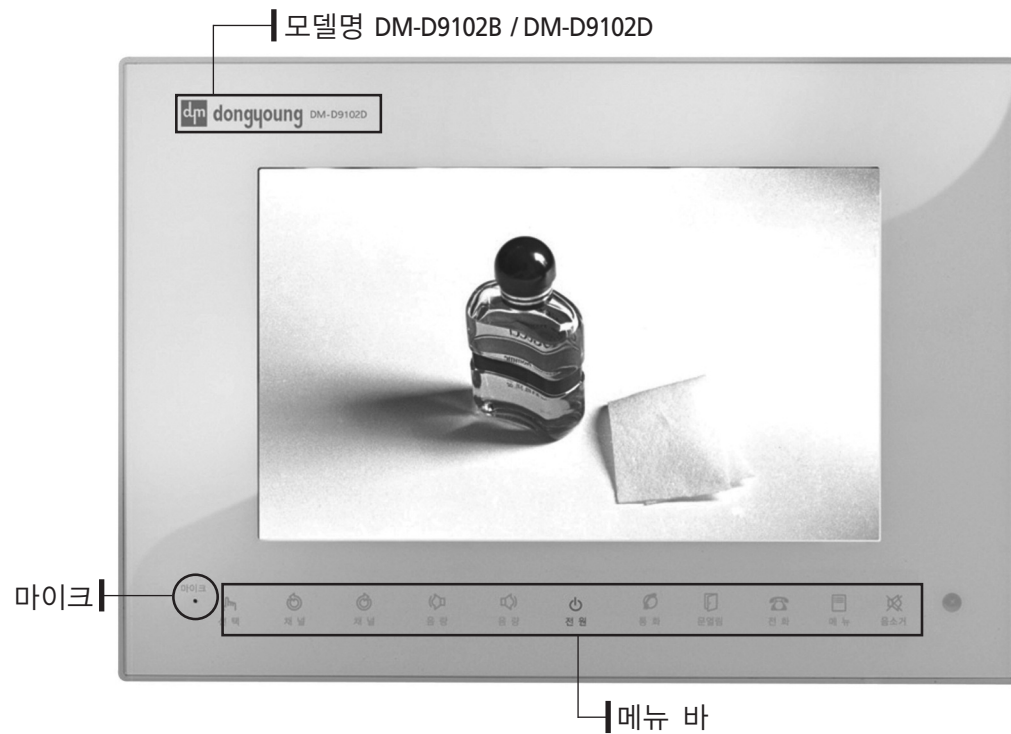 모델명 DM-D9102B / DM-D9102D
dm dongyoung DM-D9102D
마이크
마이크
선택 채널 채널 음량 음량 전원 통화 문열림 전화 메뉴 음소거
메뉴 바